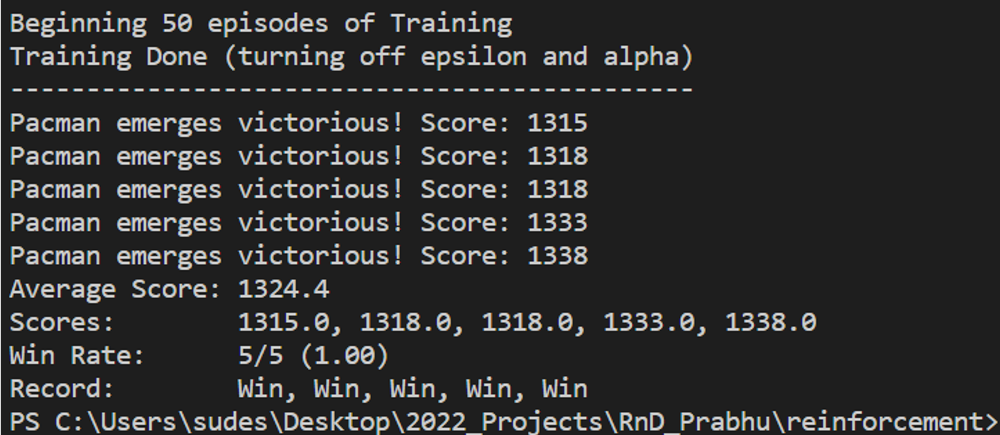 Beginning 50 episodes of Training
Training Done (turning off epsilon and alpha)
---------------------------------------------
Pacman emerges victorious! Score: 1315
Pacman emerges victorious! Score: 1318
Pacman emerges victorious! Score: 1318
Pacman emerges victorious! Score: 1333
Pacman emerges victorious! Score: 1338
Average Score: 1324.4
Scores:        1315.0, 1318.0, 1318.0, 1333.0, 1338.0
Win Rate:      5/5 (1.00)
Record:        Win, Win, Win, Win, Win
PS C:\Users\sudes\Desktop\2022_Projects\RnD_Prabhu\reinforcement>